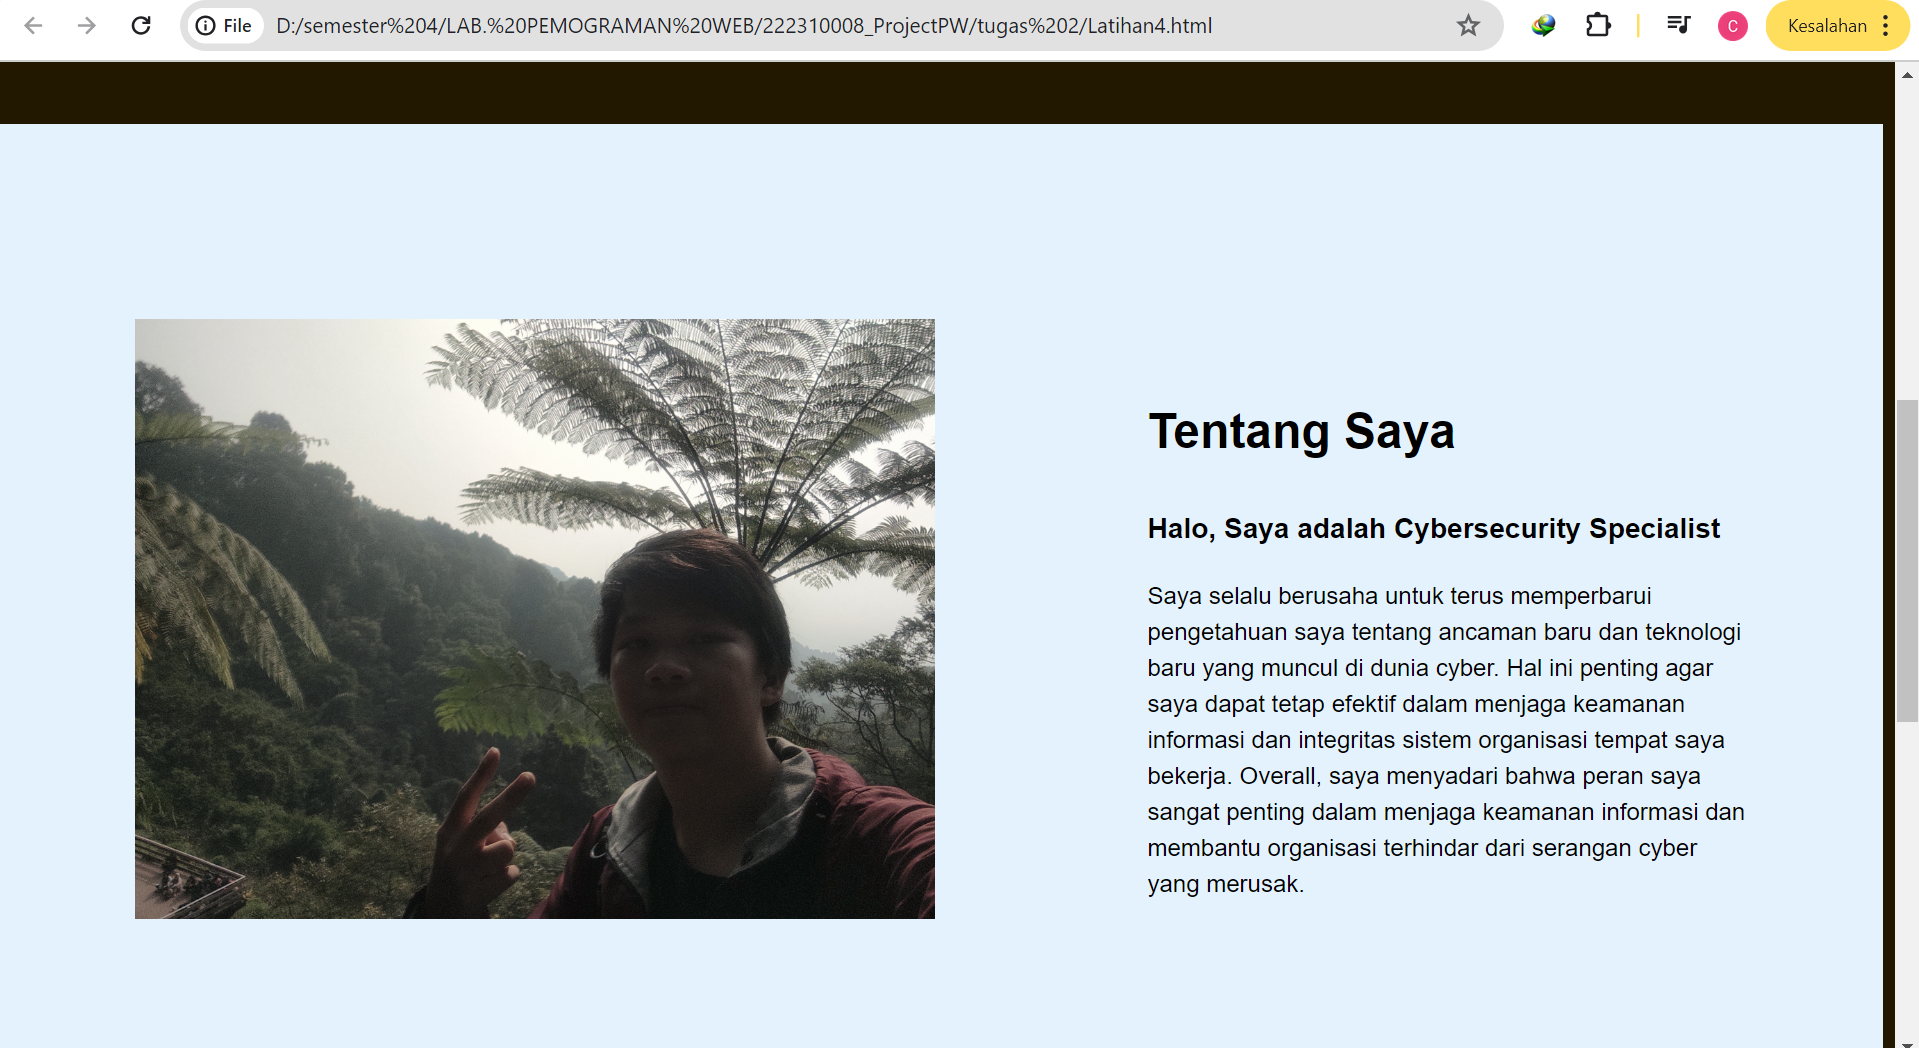 File
D:/semester%204/LAB.%20PEMOGRAMAN%20WEB/222310008_ProjectPW/tugas%202/Latihan4.html
C
Kesalahan
Tentang Saya
Halo, Saya adalah Cybersecurity Specialist
Saya selalu berusaha untuk terus memperbarui
pengetahuan saya tentang ancaman baru dan teknologi
baru yang muncul di dunia cyber. Hal ini penting agar
saya dapat tetap efektif dalam menjaga keamanan
informasi dan integritas sistem organisasi tempat saya
bekerja. Overall, saya menyadari bahwa peran saya
sangat penting dalam menjaga keamanan informasi dan
membantu organisasi terhindar dari serangan cyber
yang merusak.